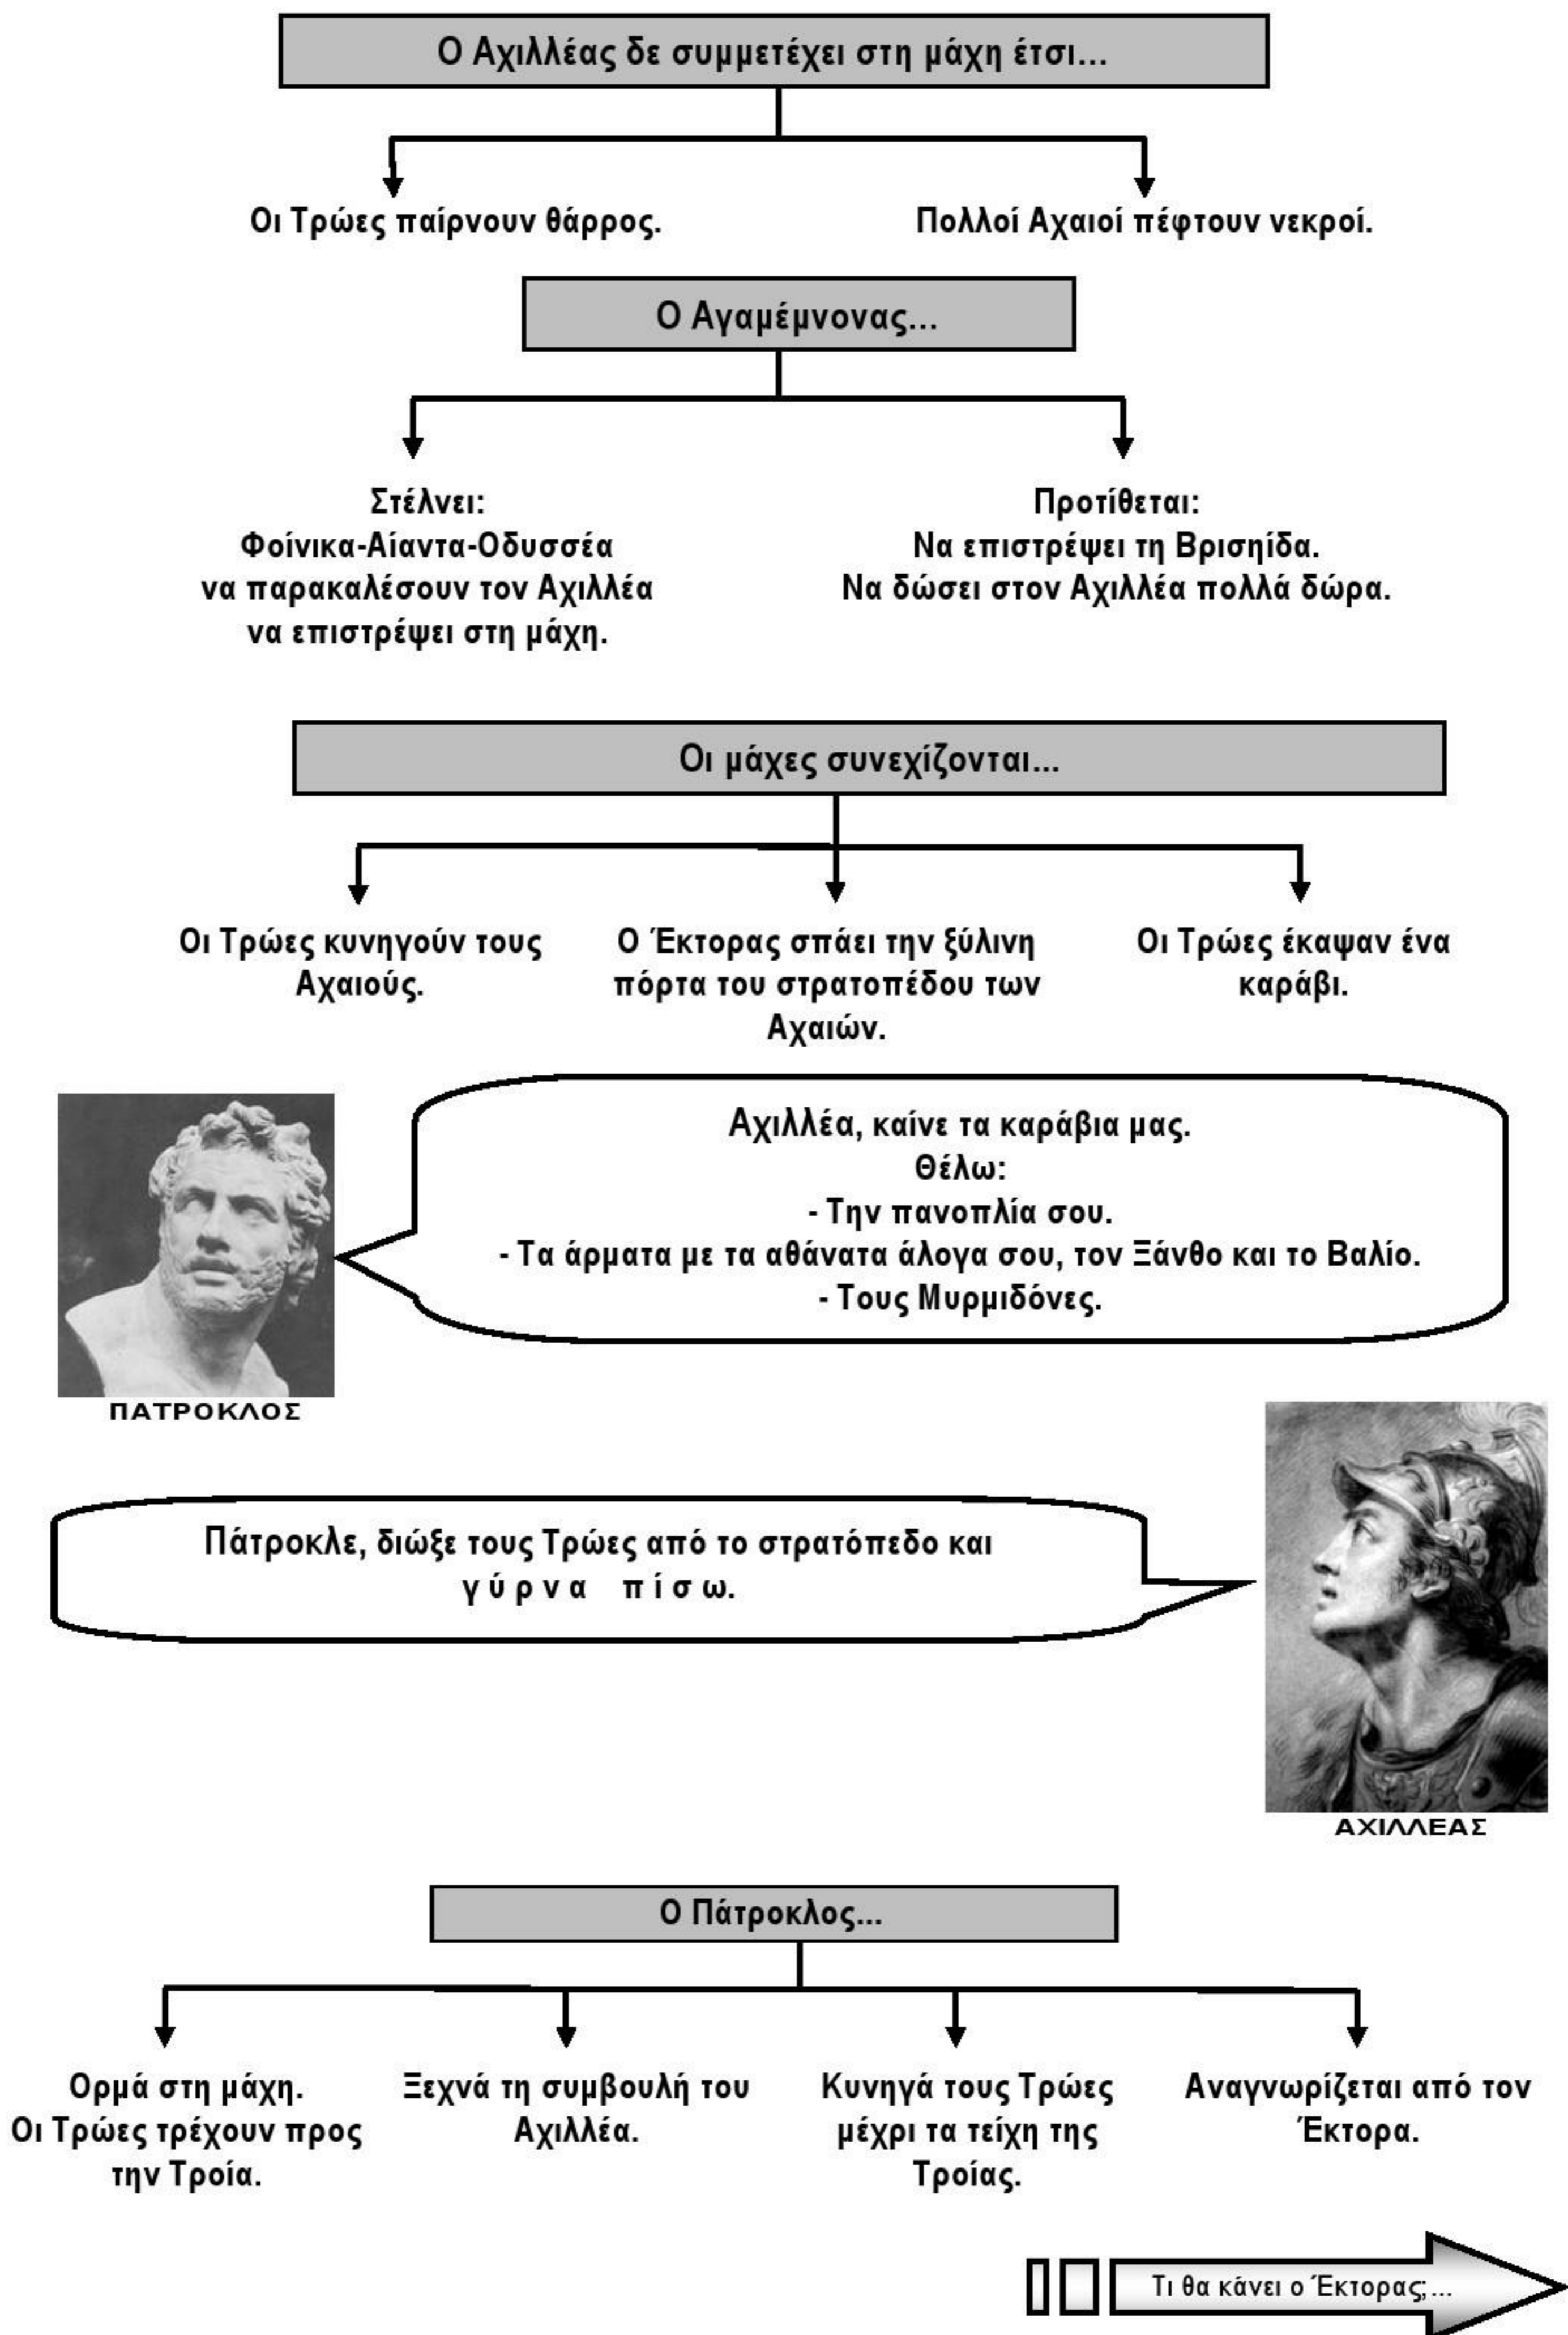 Ο Αχιλλέας δε συμμετέχει στη μάχη έτσι...
Οι Τρώες παίρνουν θάρρος.
Πολλοί Αχαιοί πέφτουν νεκροί.
Ο Αγαμέμνονας...
Στέλνει:
Φοίνικα-Αίαντα-Οδυσσέα
να παρακαλέσουν τον Αχιλλέα
να επιστρέψει στη μάχη.
Προτίθεται:
Να επιστρέψει τη Βρισηίδα.
Να δώσει στον Αχιλλέα πολλά δώρα.
Οι μάχες συνεχίζονται...
Οι Τρώες κυνηγούν τους
Αχαιούς.
Ο Έκτορας σπάει την ξύλινη
πόρτα του στρατοπέδου των
Αχαιών.
Οι Τρώες έκαψαν ένα
καράβι.
Αχιλλέα, καίνε τα καράβια μας.
Θέλω:
- Την πανοπλία σου.
- Τα άρματα με τα αθάνατα άλογα σου, τον Ξάνθο και το Βαλίο.
- Τους Μυρμιδόνες.
ΠΑΤΡΟΚΛΟΣ
Πάτροκλε, διώξε τους Τρώες από το στρατόπεδο και
γ ύ ρ ν α π ί σ ω.
ΑΧΙΛΛΕΑΣ
Ο Πάτροκλος...
Ορμά στη μάχη.
Οι Τρώες τρέχουν προς
την Τροία.
Ξεχνά τη συμβουλή του
Αχιλλέα.
Κυνηγά τους Τρώες
μέχρι τα τείχη της
Τροίας.
Αναγνωρίζεται από τον
Έκτορα.
Τι θα κάνει ο Έκτορας;...